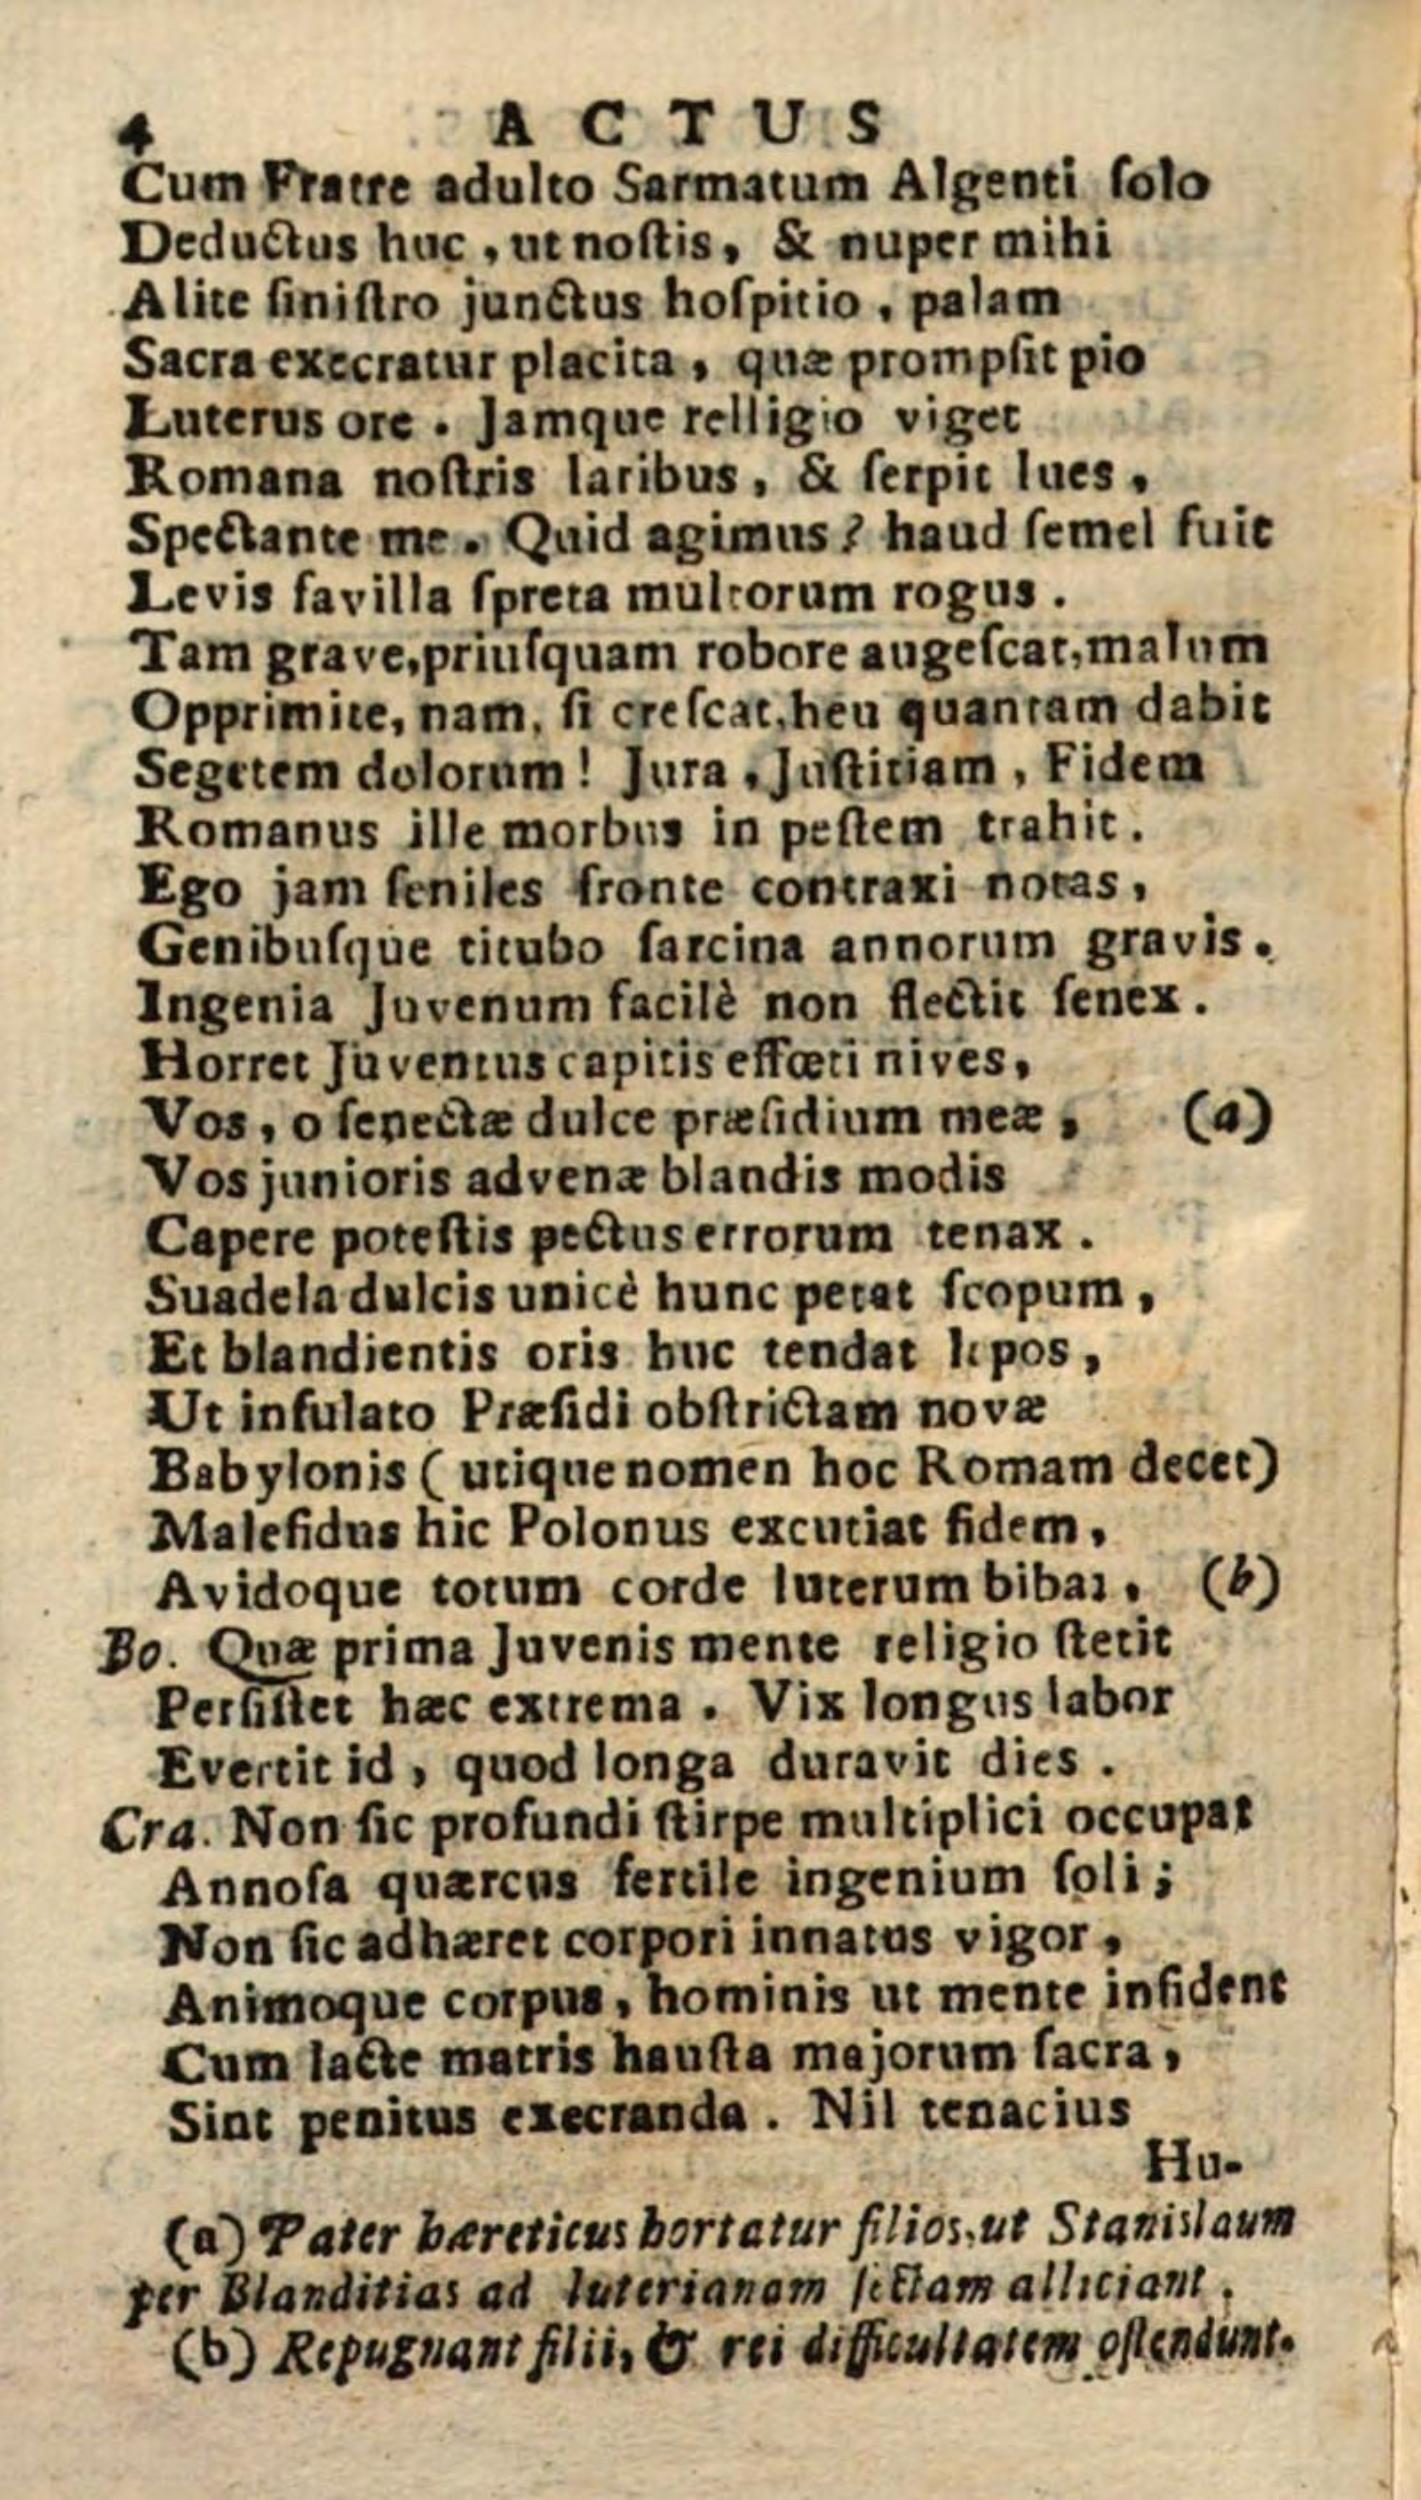 4 ACTUS
Cum Fratre adulto Sarmatum Algenti ſolo
Deductus huc, ut noſtis, & nuper mihi
Alite ſiniſtro junctus hoſpitio, palam
Sacra execratur placita, quæ prompſit pio
Luterus ore. Jamque relligio viget
Romana noſtris laribus, & ſerpit lues,
Spectante me. Quid agimus? haud ſemel fuit
Levis favilla ſpreta multorum rogus.
Tam grave, priuſquam robore augeſcat, malum
Opprimite, nam, ſi creſcat, heu quantam dabit
Segetem dolorum! Jura, Juſtitiam, Fidem
Romanus ille morbus in peſtem trahit.
Ego jam ſeniles fronte contraxi notas,
Genibuſque titubo ſarcina annorum gravis.
Ingenia Juvenum facilè non flectit ſenex.
Horret Juventus capitis effœti nives,
Vos, o ſenectæ dulce præſidium meæ, (a)
Vos junioris advenæ blandis modis
Capere poteſtis pectus errorum tenax.
Suadela dulcis unicè hunc petat ſcopum,
Et blandientis oris huc tendat lepos,
Ut infulato Præſidi obſtrictam novæ
Babylonis (utique nomen hoc Romam decet)
Malefidus hic Polonus excutiat fidem,
Avidoque totum corde luterum bibat. (b)
Bo. Quæ prima Juvenis mente religio ſtetit
Perſiſtet hæc extrema. Vix longus labor
Evertit id, quod longa duravit dies.
Cra. Non ſic profundi ſtirpe multiplici occupat
Annoſa quærcus fertile ingenium ſoli;
Non ſic adhæret corpori innatus vigor,
Animoque corpus, hominis ut mente inſident
Cum lacte matris hauſta majorum ſacra,
Sint penitus execranda. Nil tenacius
Hu-
(a) Pater hæreticus hortatur filios, ut Stanislaum
per Blanditias ad luterianam ſectam alliciant.
(b) Repugnant filii, & rei difficultatem oſtendunt.